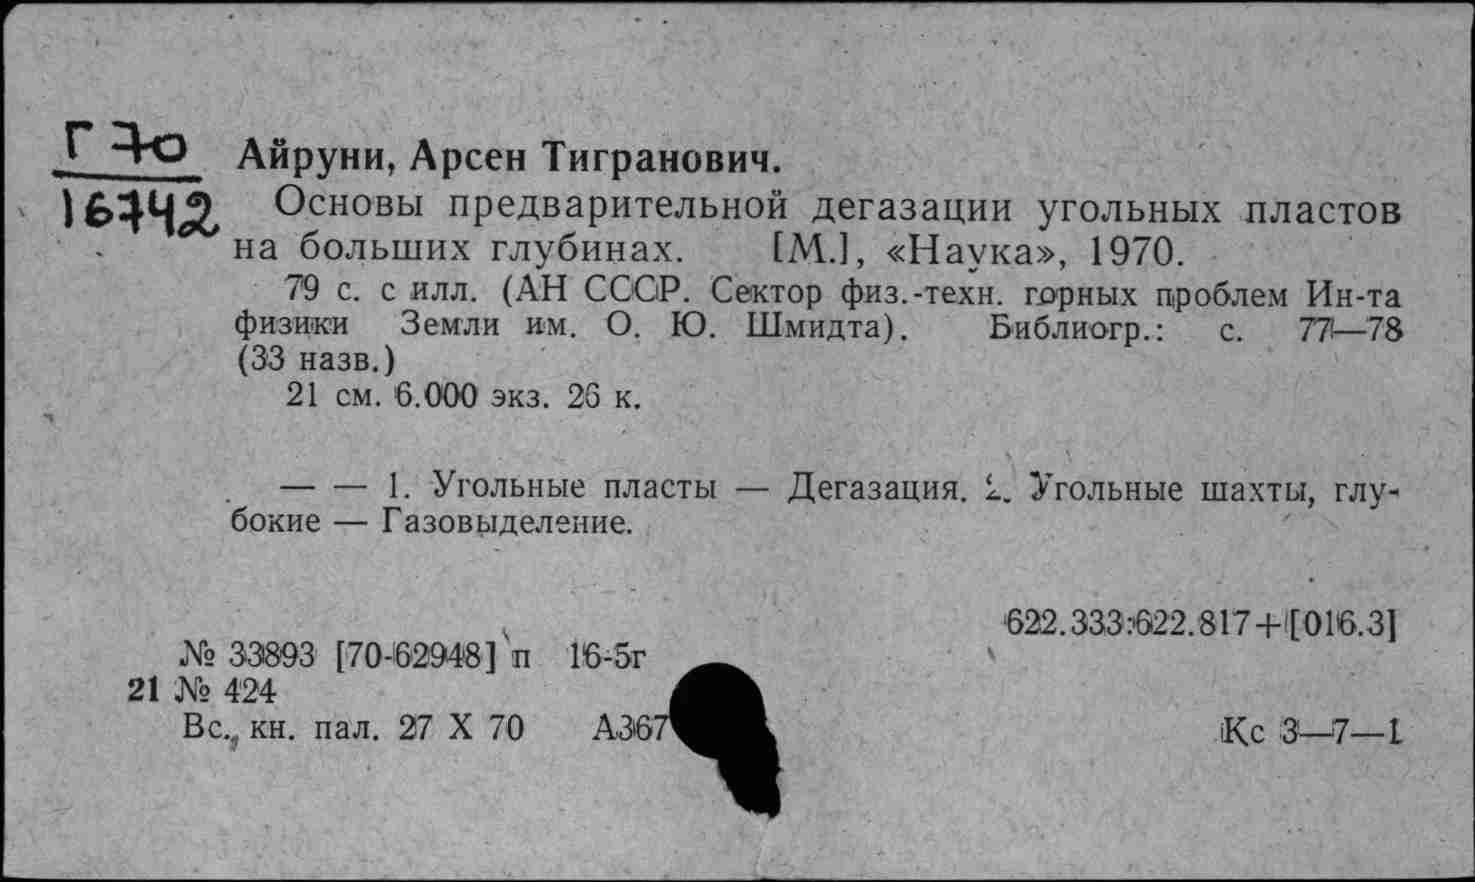 Г 70
16742
Айруни, Арсен Тигранович.
Основы предварительной дегазации угольных пластов
на больших глубинах. [М.], «Наука», 1970.
79 с. с илл. (АН СССР. Сектор физ.-техн. горных проблем Ин-та
физики Земли им. О. Ю. Шмидта). Библиогр.: с. 77—78
(33 назв.)
21 см. 6.000 экз. 26 к.
— — 1. Угольные пласты — Дегазация. 2. Угольные шахты, глу-
бокие — Газовыделение.
622.333:622.817+[016.3]
№ 33893 [70-62948] п 16-5г
21 № 424
Вс. кн. пал. 27 X 70 А367
Кс 3—7—1